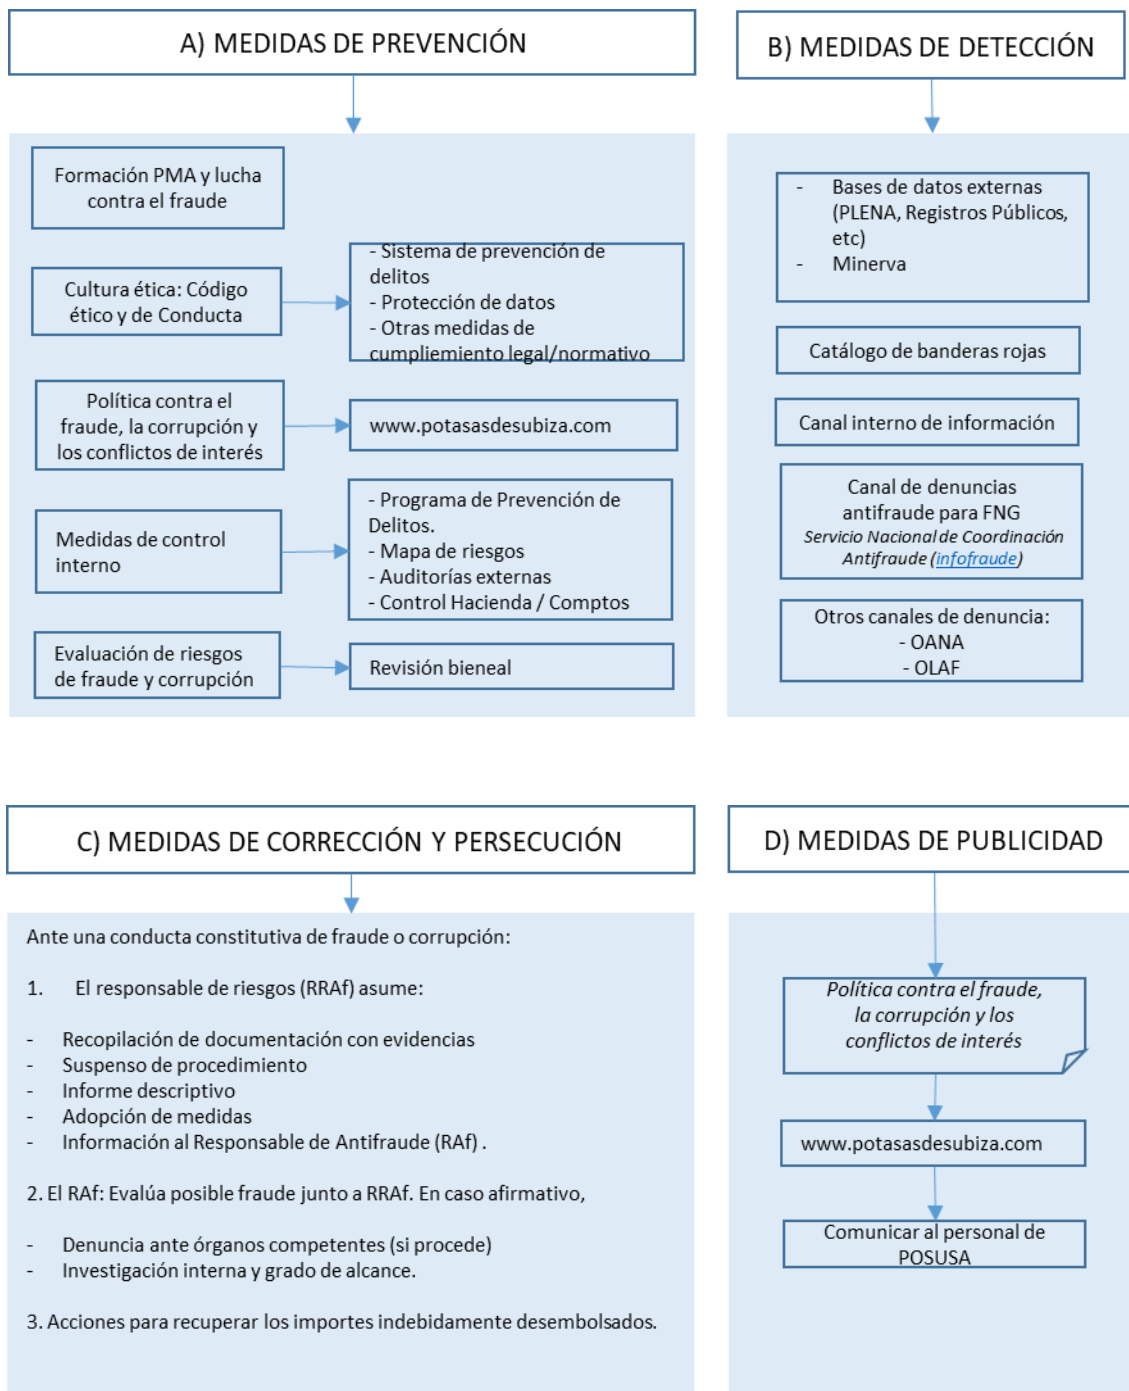 A) MEDIDAS DE PREVENCIÓN
Formación PMA y lucha
contra el fraude
Cultura ética: Código
ético y de Conducta
- Sistema de prevención de
delitos
- Protección de datos
- Otras medidas de
cumpliemiento legal/normativo
Política contra el
fraude, la corrupción y
los conflictos de interés
www.potasasdesubiza.com
Medidas de control
interno
- Programa de Prevención de
Delitos.
- Mapa de riesgos
- Auditorías externas
- Control Hacienda / Comptos
Evaluación de riesgos
de fraude y corrupción
Revisión bieneal
B) MEDIDAS DE DETECCIÓN
- Bases de datos externas
(PLENA, Registros Públicos,
etc)
- Minerva
Catálogo de banderas rojas
Canal interno de información
Canal de denuncias
antifraude para FNG
Servicio Nacional de Coordinación
Antifraude (infofraude)
Otros canales de denuncia:
- OANA
- OLAF
C) MEDIDAS DE CORRECCIÓN Y PERSECUCIÓN
Ante una conducta constitutiva de fraude o corrupción:
1. El responsable de riesgos (RRAf) asume:
- Recopilación de documentación con evidencias
- Suspenso de procedimiento
- Informe descriptivo
- Adopción de medidas
- Información al Responsable de Antifraude (RAf) .
2. El RAf: Evalúa posible fraude junto a RRAf. En caso afirmativo,
- Denuncia ante órganos competentes (si procede)
- Investigación interna y grado de alcance.
3. Acciones para recuperar los importes indebidamente desembolsados.
D) MEDIDAS DE PUBLICIDAD
Política contra el fraude,
la corrupción y los
conflictos de interés
www.potasasdesubiza.com
Comunicar al personal de
POSUSA